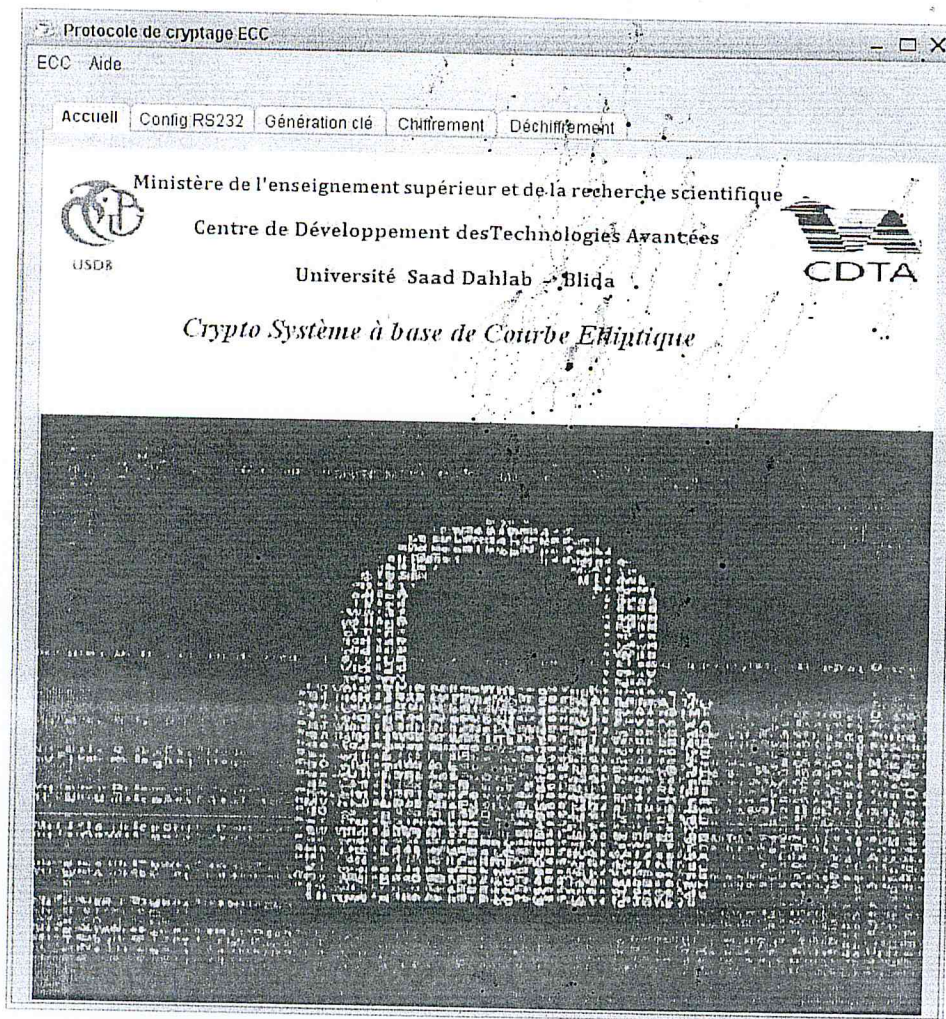 Protocole de cryptage ECC
ECC Aide
Accueil Config RS232 Génération clé Chiffrement Déchiffrement
Ministère de l'enseignement supérieur et de la recherche scientifique
Centre de Développement desTechnologies Avantcées
USDB
CDTA
Université Saad Dahlab - Blida
Crypto Système à base de Courbe Elliptique